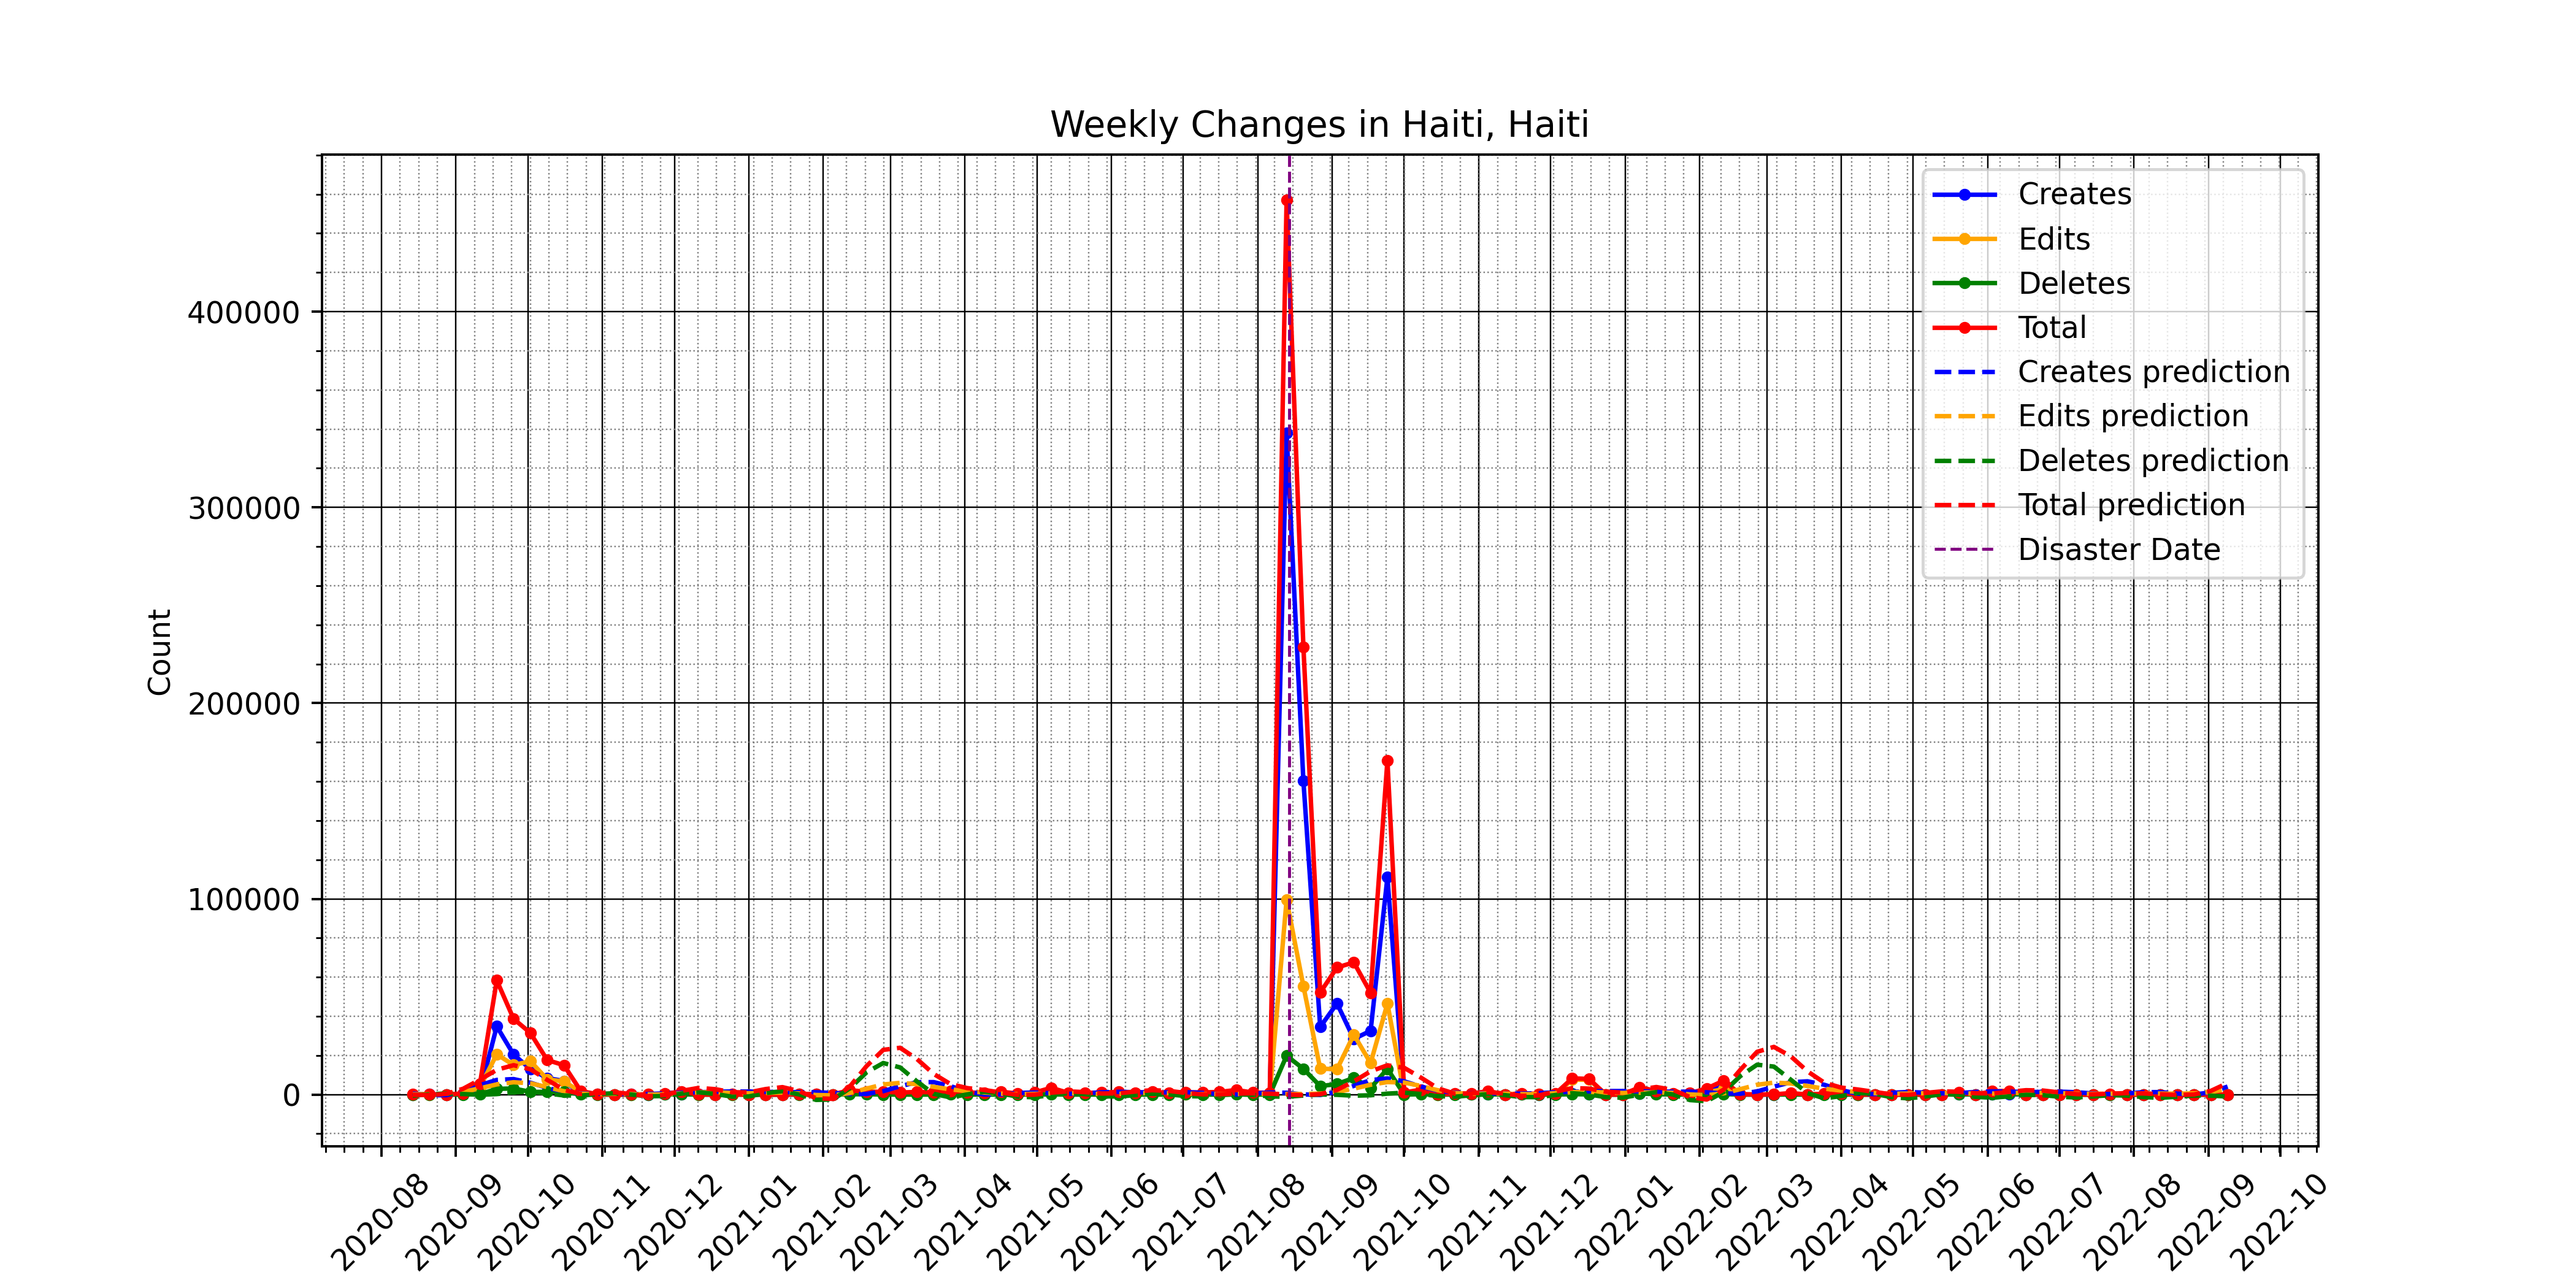 Weekly Changes in Haiti, Haiti
Creates
Edits
Deletes
Total
Creates prediction
Edits prediction
Deletes prediction
Total prediction
Disaster Date
Count
400000
300000
200000
100000
0
2020-08
2020-09
2020-10
2020-11
2020-12
2021-01
2021-02
2021-03
2021-04
2021-05
2021-06
2021-07
2021-08
2021-09
2021-10
2021-11
2021-12
2022-01
2022-02
2022-03
2022-04
2022-05
2022-06
2022-07
2022-08
2022-09
2022-10